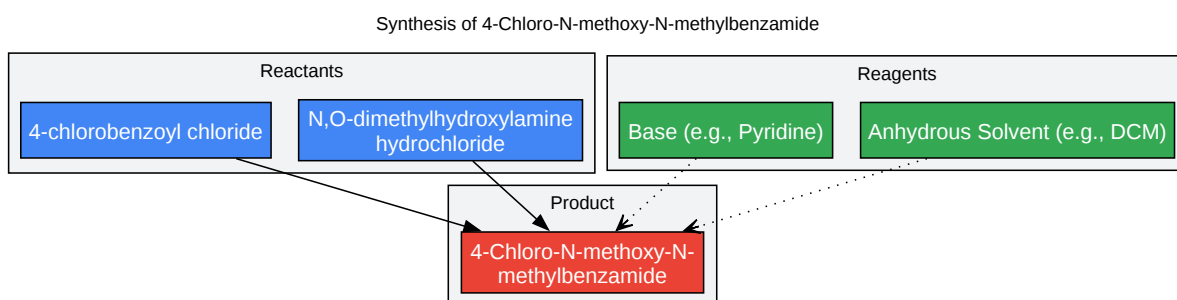 Synthesis of 4-Chloro-N-methoxy-N-methylbenzamide
Reactants
4-chlorobenzoyl chloride
N,O-dimethylhydroxylamine
hydrochloride
Reagents
Base (e.g., Pyridine)
Anhydrous Solvent (e.g., DCM)
Product
4-Chloro-N-methoxy-N-
methylbenzamide